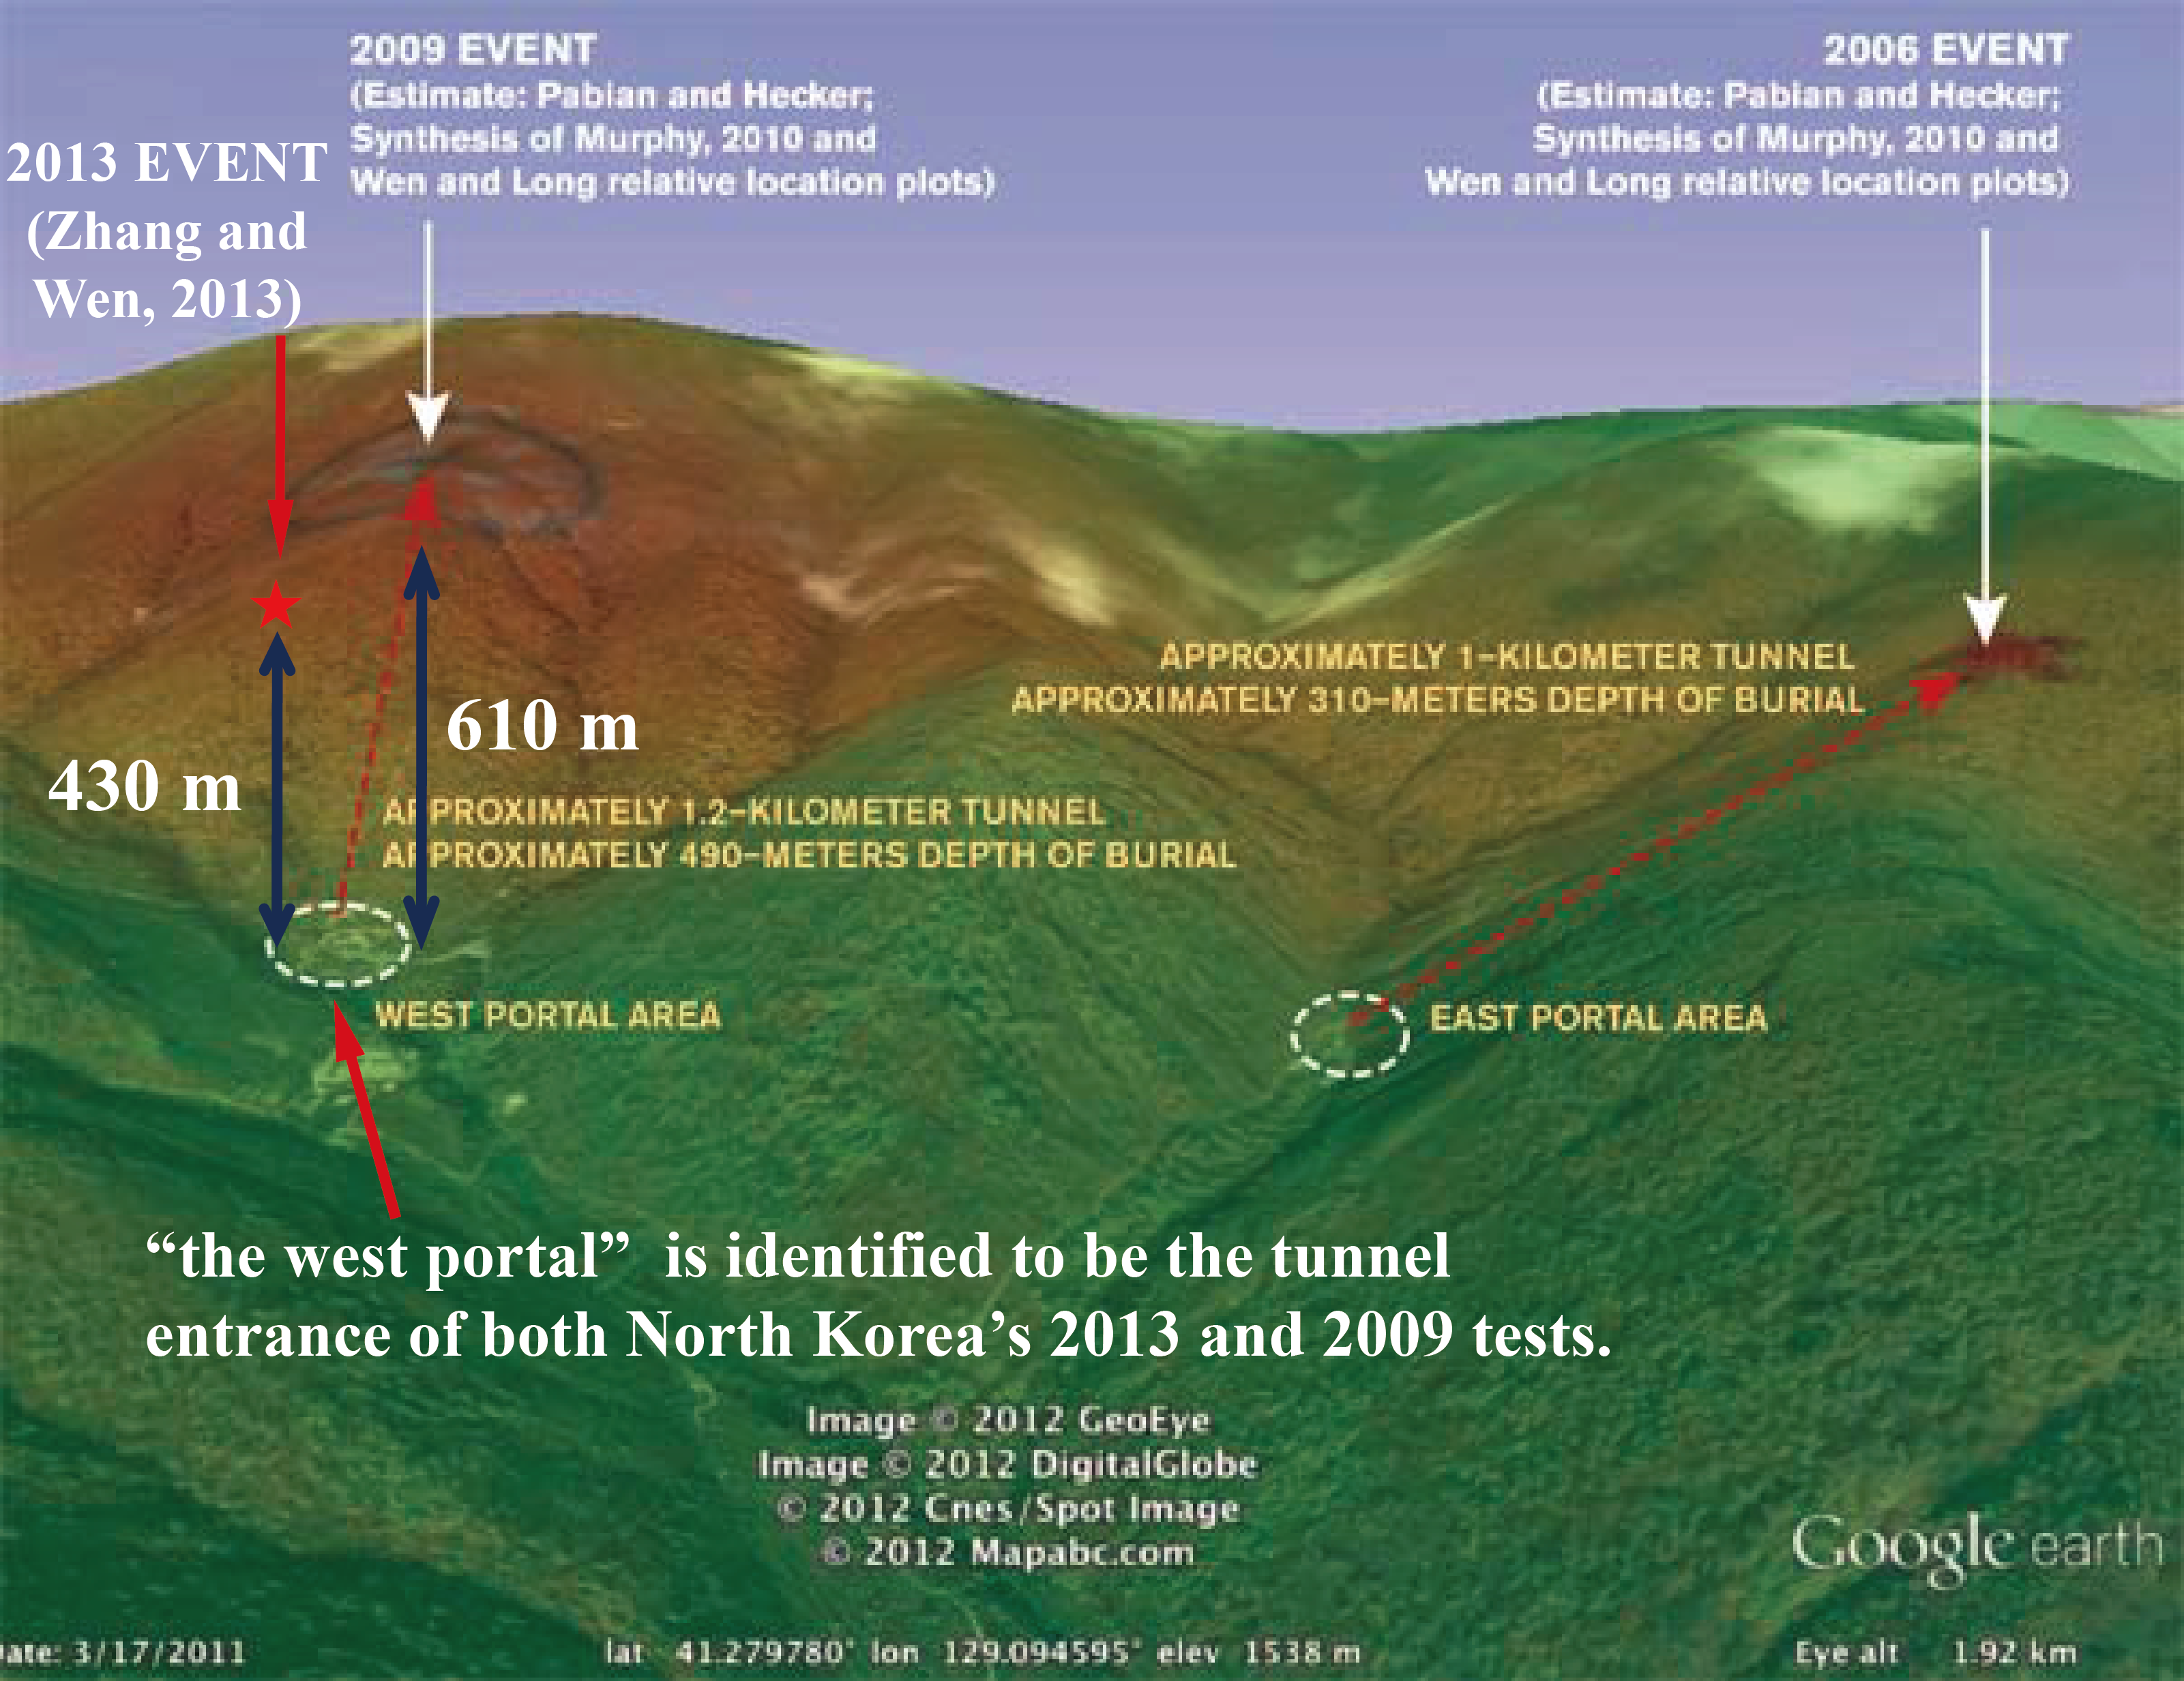 2009 EVENT
(Estimate: Pabian and Hecker;
Synthesis of Murphy, 2010 and
Wen and Long relative location plots)
2006 EVENT
(Estimate: Pabian and Hecker;
Synthesis of Murphy, 2010 and
Wen and Long relative location plots)
2013 EVENT
(Zhang and
Wen, 2013)
APPROXIMATELY 1-KILOMETER TUNNEL
APPROXIMATELY 310-METERS DEPTH OF BURIAL
610 m
430 m
APPROXIMATELY 1.2-KILOMETER TUNNEL
APPROXIMATELY 490-METERS DEPTH OF BURIAL
WEST PORTAL AREA
EAST PORTAL AREA
“the west portal” is identified to be the tunnel
entrance of both North Korea’s 2013 and 2009 tests.
Image © 2012 GeoEye
Image © 2012 DigitalGlobe
© 2012 Cnes/Spot Image
© 2012 Mapabc.com
Google earth
ate: 3/17/2011
lat 41.279780° lon 129.094595° elev 1538 m
Eye alt 1.92 km